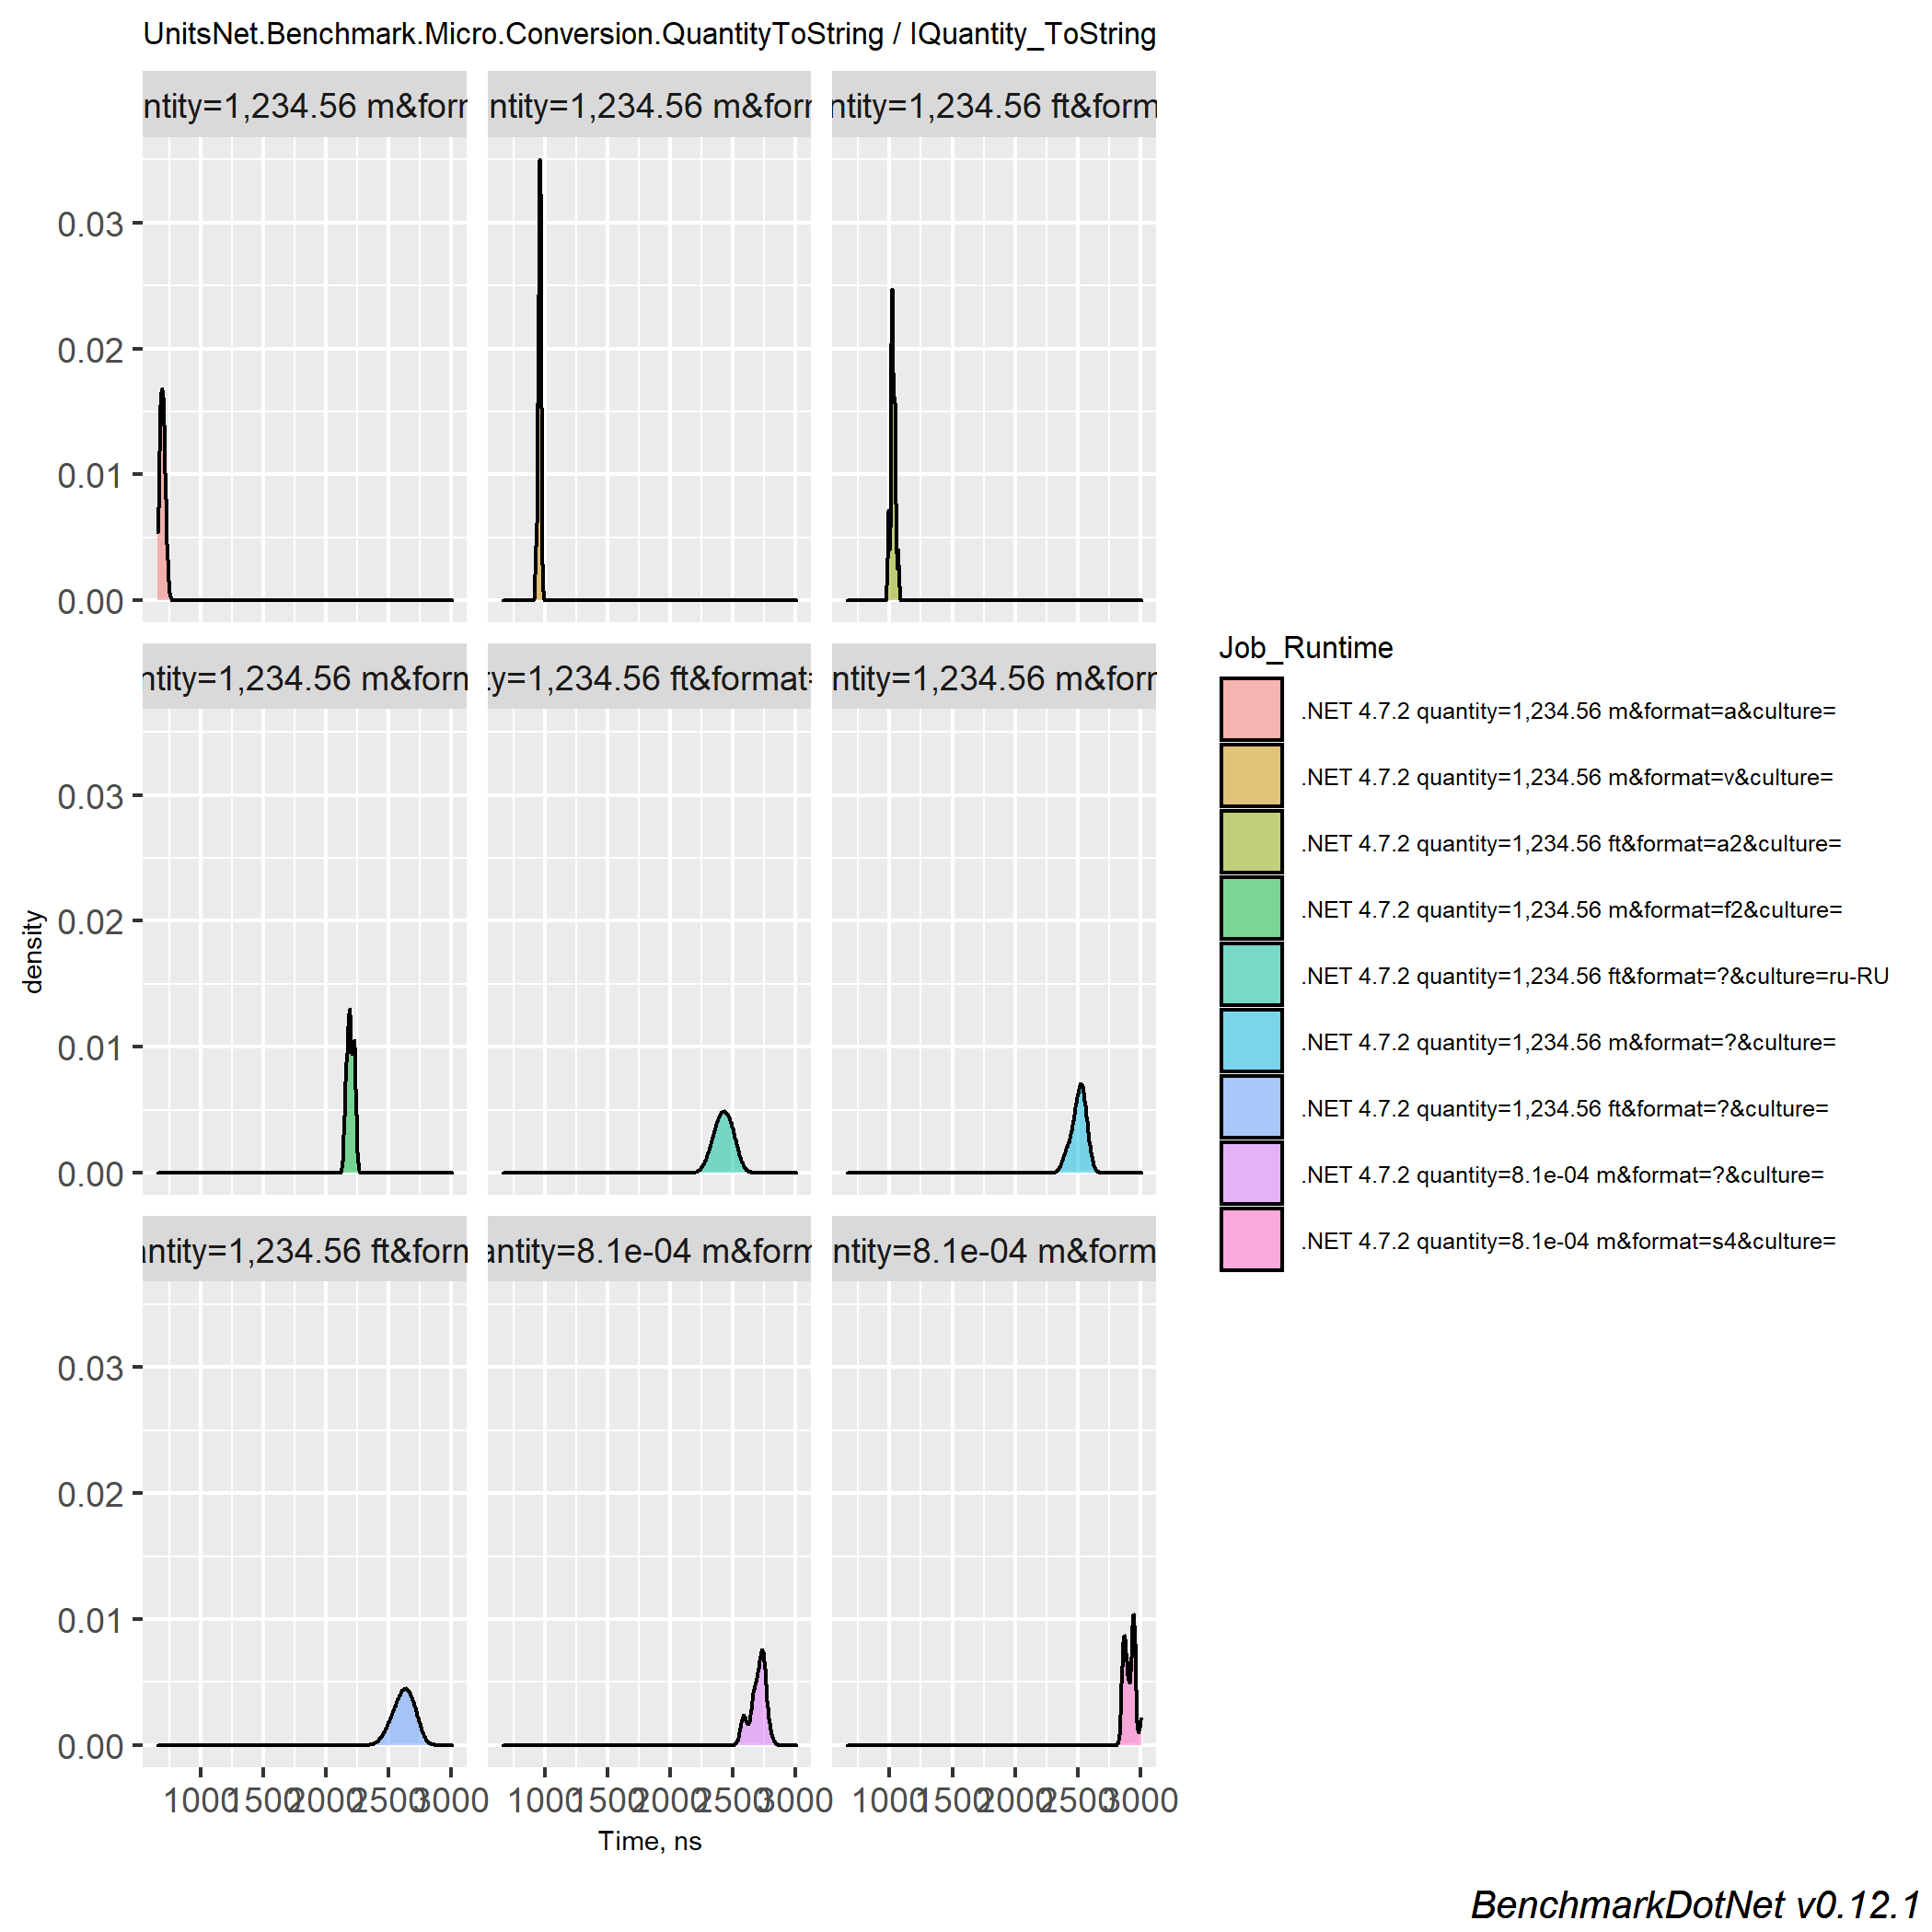 UnitsNet.Benchmark.Micro.Conversion.QuantityToString / IQuantity_ToString
ntity=1,234.56 m&forn
ntity=1,234.56 m&forn
ntity=1,234.56 ft&form
0.03
0.02
0.01
0.00
ntity=1,234.56 m&form
ty=1,234.56 ft&format=
ntity=1,234.56 m&form
0.03
0.02
0.01
0.00
antity=1,234.56 ft&forn
antity=8.1e-04 m&form
ntity=8.1e-04 m&form
0.03
0.02
0.01
0.00
1000 1500 2000 2500 3000
1000 1500 2000 2500 3000
1000 1500 2000 2500 3000
Time, ns
density
Job_Runtime
.NET 4.7.2 quantity=1,234.56 m&format=a&culture=
.NET 4.7.2 quantity=1,234.56 m&format=v&culture=
.NET 4.7.2 quantity=1,234.56 ft&format=a2&culture=
.NET 4.7.2 quantity=1,234.56 m&format=f2&culture=
.NET 4.7.2 quantity=1,234.56 ft&format=?&culture=ru-RU
.NET 4.7.2 quantity=1,234.56 m&format=?&culture=
.NET 4.7.2 quantity=1,234.56 ft&format=?&culture=
.NET 4.7.2 quantity=8.1e-04 m&format=?&culture=
.NET 4.7.2 quantity=8.1e-04 m&format=s4&culture=
BenchmarkDotNet v0.12.1